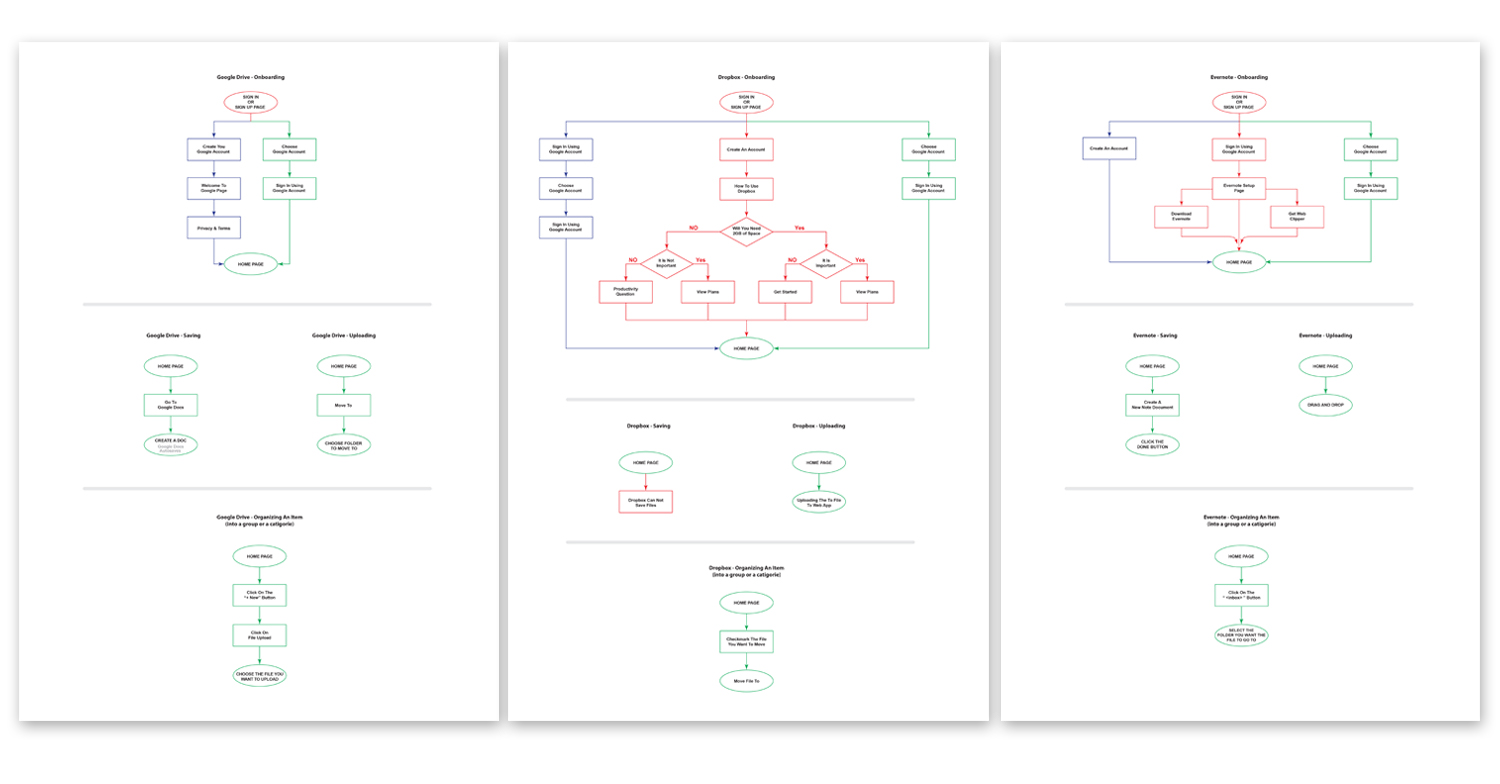 Google Drive - Onboarding
SIGN IN
OR
SIGN UP PAGE
Create You
Google Account
Choose
Google Account
Welcome To
Google Page
Sign In Using
Google Account
Privacy & Terms
HOME PAGE
Google Drive - Saving
Google Drive - Uploading
HOME PAGE
HOME PAGE
Go To
Google Docs
Move To
CREATE A DOC
Google Docs
Autosaves
CHOOSE FOLDER
TO MOVE TO
Google Drive - Organizing An Item
(into a group or a catigorie)
HOME PAGE
Click On The
"+ New" Button
Click On
File Upload
CHOOSE THE FILE YOU
WANT TO UPLOAD
Dropbox - Onboarding
SIGN IN
OR
SIGN UP PAGE
Sign In Using
Google Account
Create An Account
Choose
Google Account
Choose
Google Account
How To Use
Dropbox
Sign In Using
Google Account
Sign In Using
Google Account
Will You Need
2GB of Space
NO
Yes
It Is Not
Important
It Is
Important
NO
Yes
NO
Yes
Productivity
Question
View Plans
Get Started
View Plans
HOME PAGE
Dropbox - Saving
Dropbox - Uploading
HOME PAGE
HOME PAGE
Dropbox Can Not
Save Files
Uploading The To File
To Web App
Dropbox - Organizing An Item
(into a group or a catigorie)
HOME PAGE
Checkmark The File
You Want To Move
Move File To
Evernote - Onboarding
SIGN IN
OR
SIGN UP PAGE
Create An Account
Sign In Using
Google Account
Choose
Google Account
Evernote Setup
Page
Sign In Using
Google Account
Download
Evernote
Get Web
Clipper
HOME PAGE
Evernote - Saving
Evernote - Uploading
HOME PAGE
HOME PAGE
Create A
New Note Document
DRAG AND DROP
CLICK THE
DONE BUTTON
Evernote - Organizing An Item
(into a group or a catigorie)
HOME PAGE
Click On The
" <inbox> " Button
SELECT THE
FOLDER YOU WANT THE
FILE TO GO TO